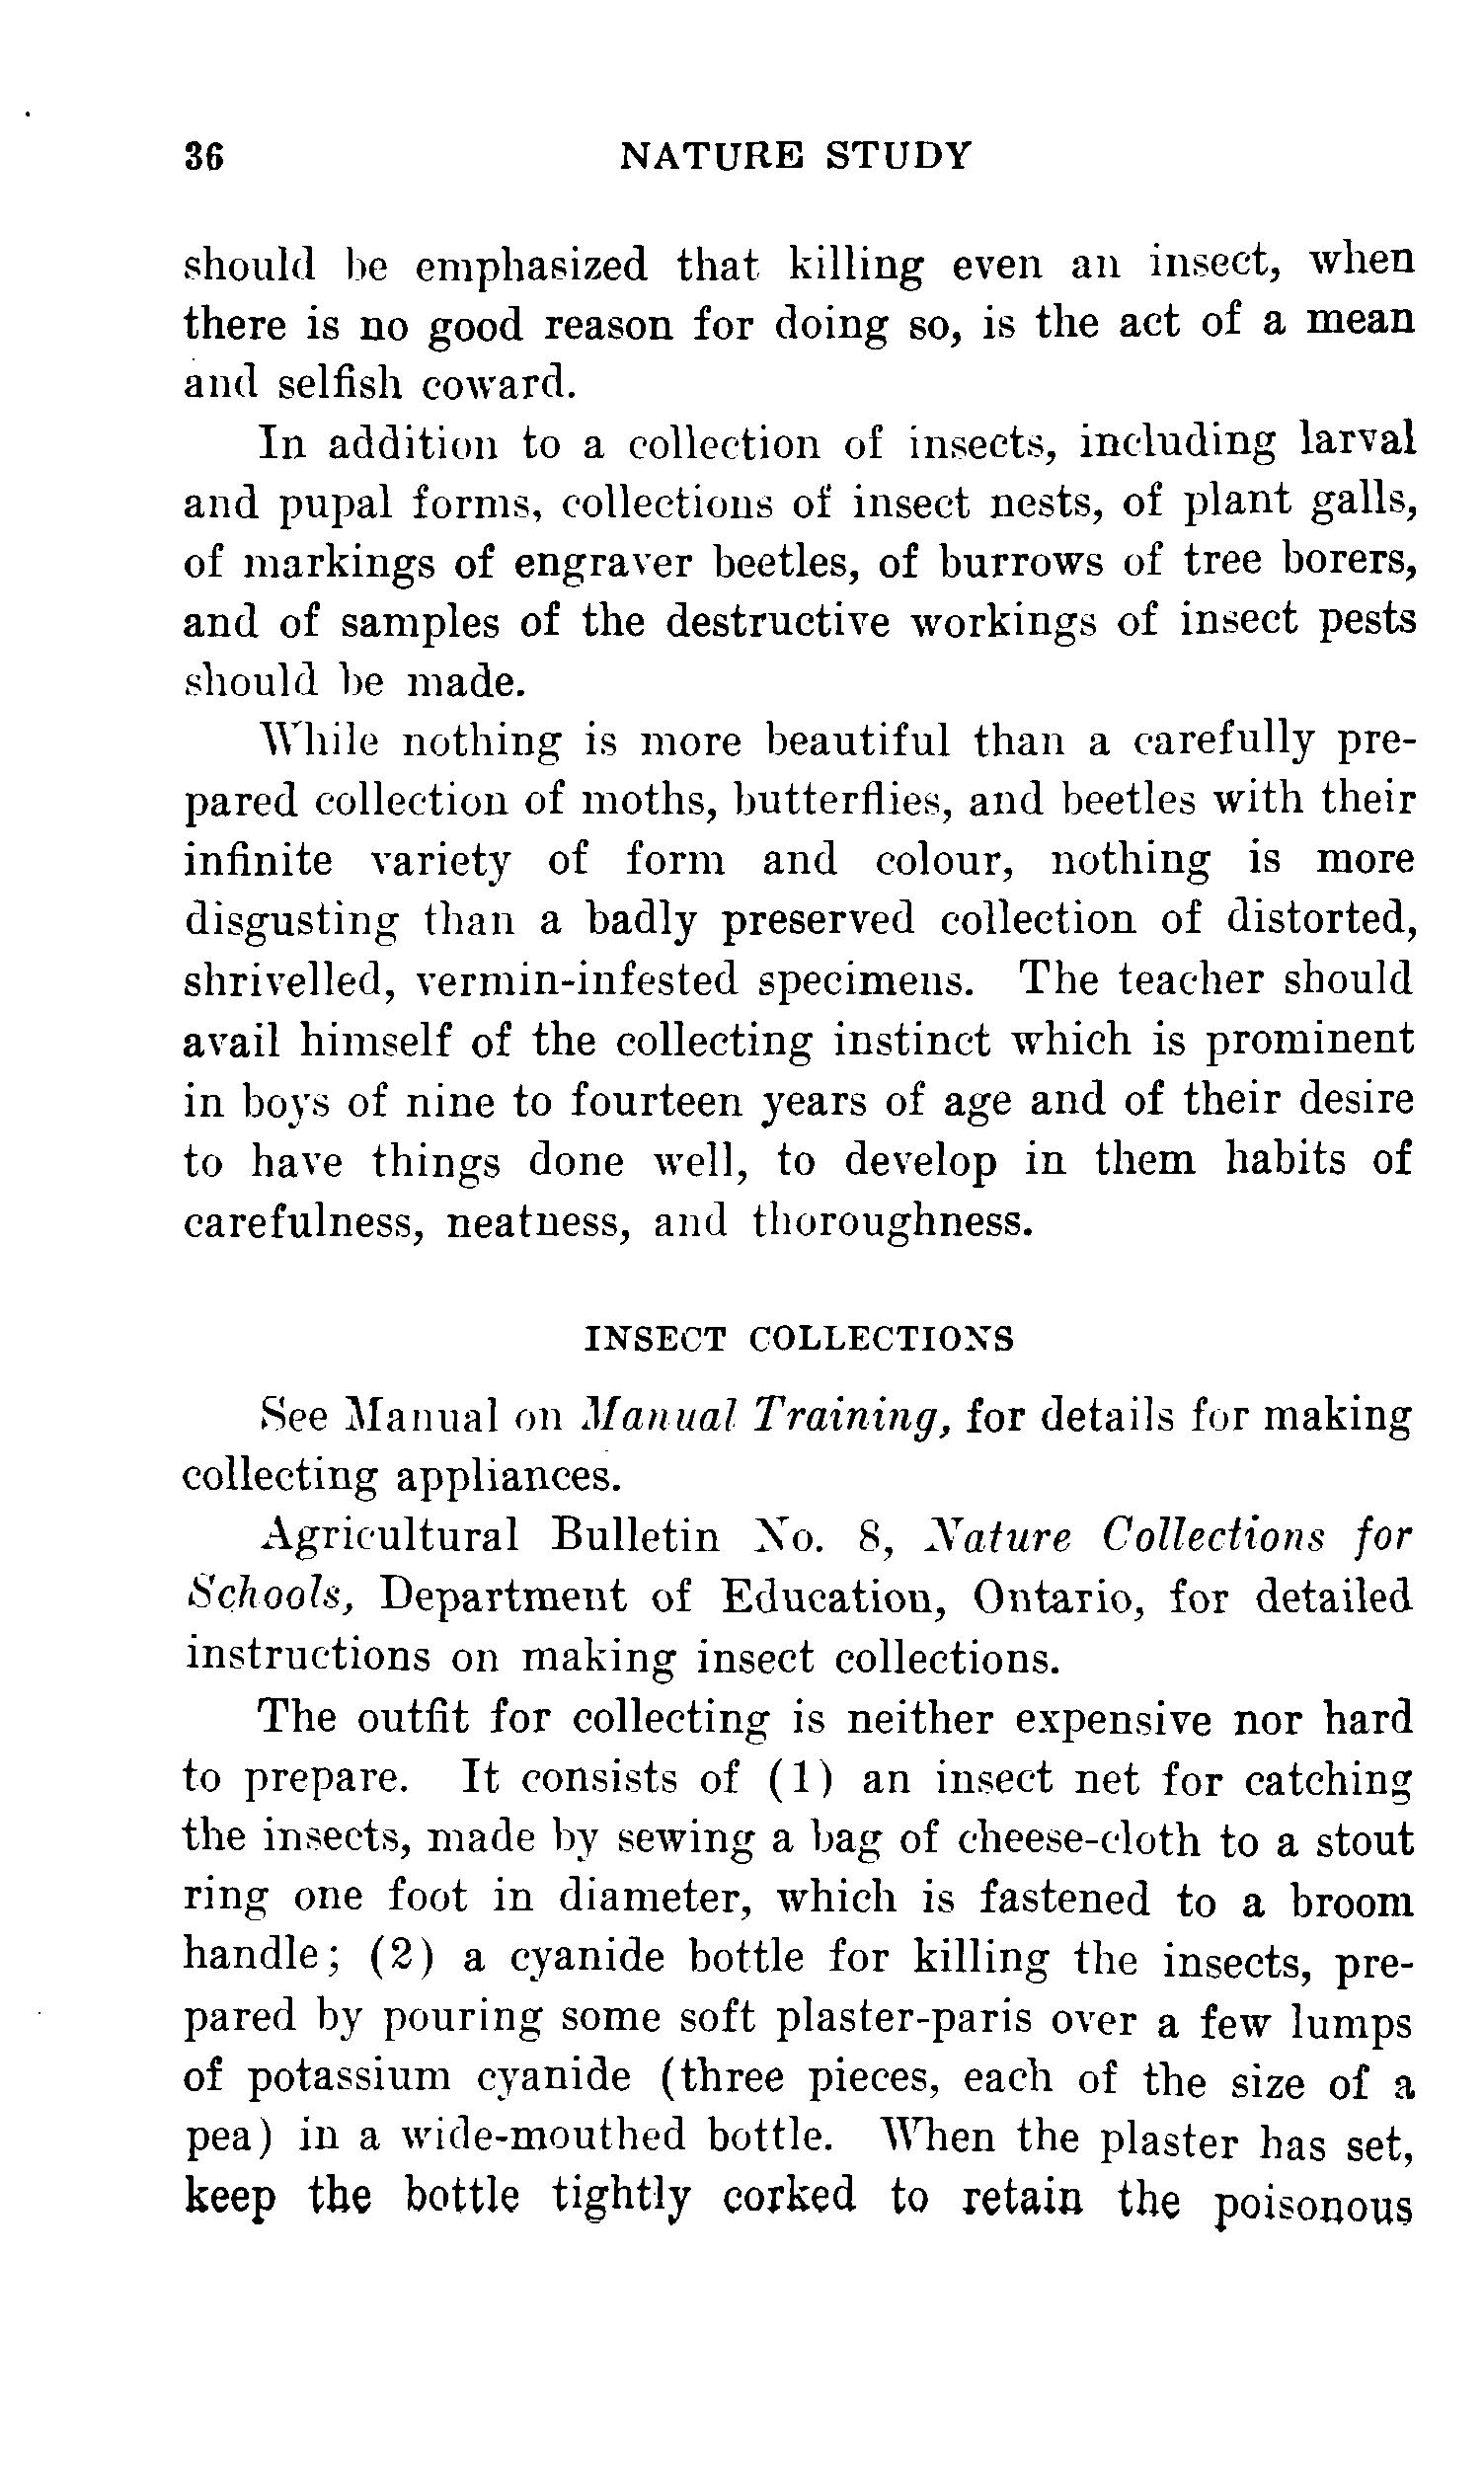 36 NATURE STUDY
should be emphasized that killing even an insect, when
there is no good reason for doing so, is the act of a mean
and selfish coward.
In addition to a collection of insects, including larval
and pupal forms, collections of insect nests, of plant galls,
of markings of engraver beetles, of burrows of tree borers,
and of samples of the destructive workings of insect pests
should be made.
While nothing is more beautiful than a carefully pre-
pared collection of moths, butterflies, and beetles with their
infinite variety of form and colour, nothing is more
disgusting than a badly preserved collection of distorted,
shrivelled, vermin-infested specimens. The teacher should
avail himself of the collecting instinct which is prominent
in boys of nine to fourteen years of age and of their desire
to have things done well, to develop in them habits of
carefulness, neatness, and thoroughness.
INSECT COLLECTIONS
See Manual on Manual Training, for details for making
collecting appliances.
Agricultural Bulletin No. 8, Nature Collections for
Schools, Department of Education, Ontario, for detailed
instructions on making insect collections.
The outfit for collecting is neither expensive nor hard
to prepare. It consists of (1) an insect net for catching
the insects, made by sewing a bag of cheese-cloth to a stout
ring one foot in diameter, which is fastened to a broom
handle; (2) a cyanide bottle for killing the insects, pre-
pared by pouring some soft plaster-paris over a few lumps
of potassium cyanide (three pieces, each of the size of a
pea) in a wide-mouthed bottle. When the plaster has set,
keep the bottle tightly corked to retain the poisonous